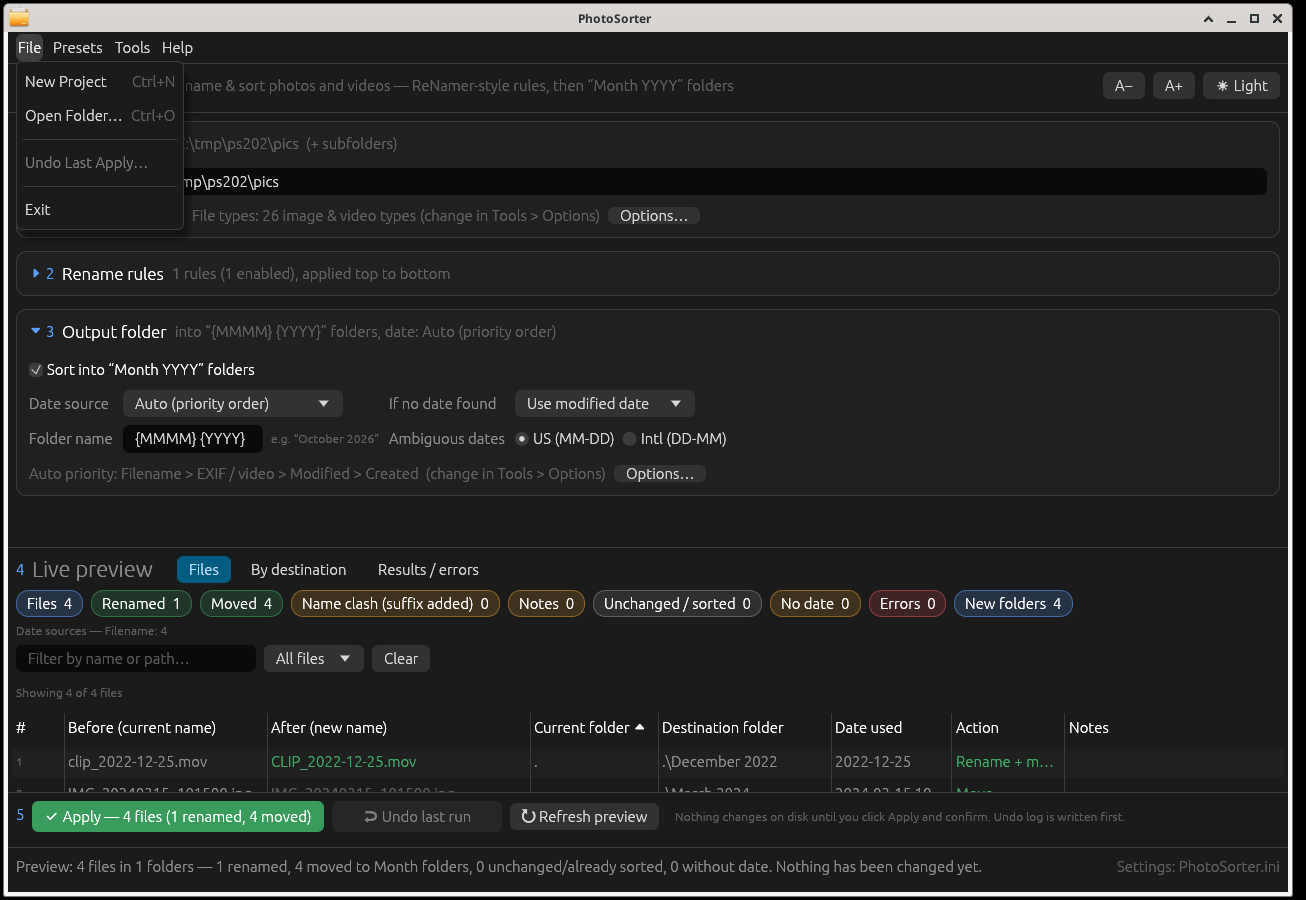 PhotoSorter
File Presets Tools Help
New Project Ctrl+N
Open Folder… Ctrl+O
Undo Last Apply…
Exit
name & sort photos and videos — ReNamer-style rules, then “Month YYYY” folders
A− A+ ☀ Light
:\tmp\ps202\pics (+ subfolders)
mp\ps202\pics
File types: 26 image & video types (change in Tools > Options) Options…
2 Rename rules 1 rules (1 enabled), applied top to bottom
3 Output folder into “{MMMM} {YYYY}” folders, date: Auto (priority order)
Sort into “Month YYYY” folders
Date source Auto (priority order) If no date found Use modified date
Folder name {MMMM} {YYYY} e.g. “October 2026” Ambiguous dates US (MM-DD) Intl (DD-MM)
Auto priority: Filename > EXIF / video > Modified > Created (change in Tools > Options) Options…
4 Live preview Files By destination Results / errors
Files 4 Renamed 1 Moved 4 Name clash (suffix added) 0 Notes 0 Unchanged / sorted 0 No date 0 Errors 0 New folders 4
Date sources — Filename: 4
Filter by name or path… All files Clear
Showing 4 of 4 files
# Before (current name) After (new name) Current folder Destination folder Date used Action Notes
1 clip_2022-12-25.mov CLIP_2022-12-25.mov . .\December 2022 2022-12-25 Rename + m…
5 ✓ Apply — 4 files (1 renamed, 4 moved) Undo last run Refresh preview Nothing changes on disk until you click Apply and confirm. Undo log is written first.
Preview: 4 files in 1 folders — 1 renamed, 4 moved to Month folders, 0 unchanged/already sorted, 0 without date. Nothing has been changed yet. Settings: PhotoSorter.ini